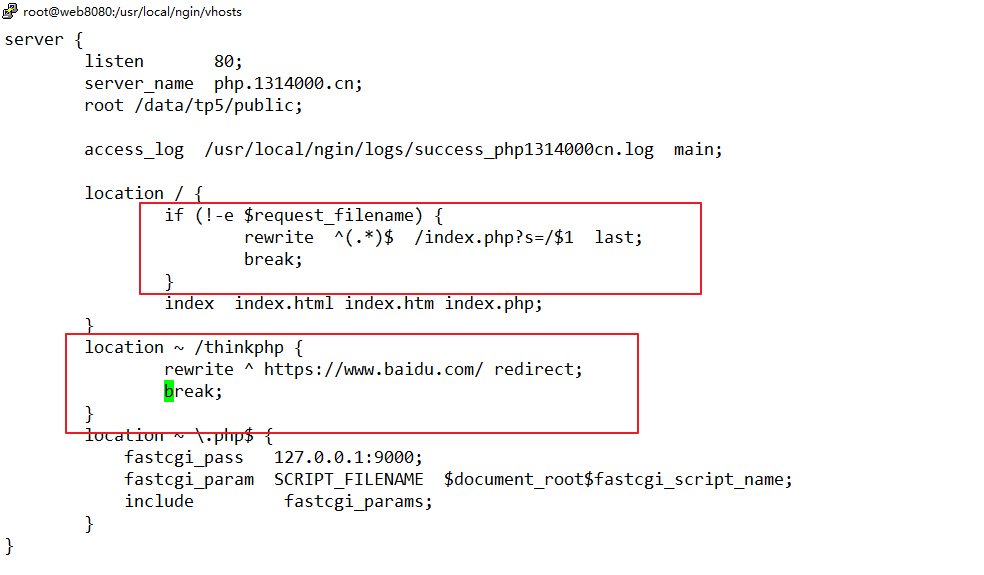 root@web8080:/usr/local/ngin/vhosts
server {
listen 80;
server_name php.1314000.cn;
root /data/tp5/public;
access_log /usr/local/ngin/logs/success_php1314000cn.log main;
location / {
if (!-e $request_filename) {
rewrite ^(.*)$ /index.php?s=/$1 last;
break;
}
index index.html index.htm index.php;
}
location ~ /thinkphp {
rewrite ^ https://www.baidu.com/ redirect;
break;
}
location ~ \.php$ {
fastcgi_pass 127.0.0.1:9000;
fastcgi_param SCRIPT_FILENAME $document_root$fastcgi_script_name;
include fastcgi_params;
}
}